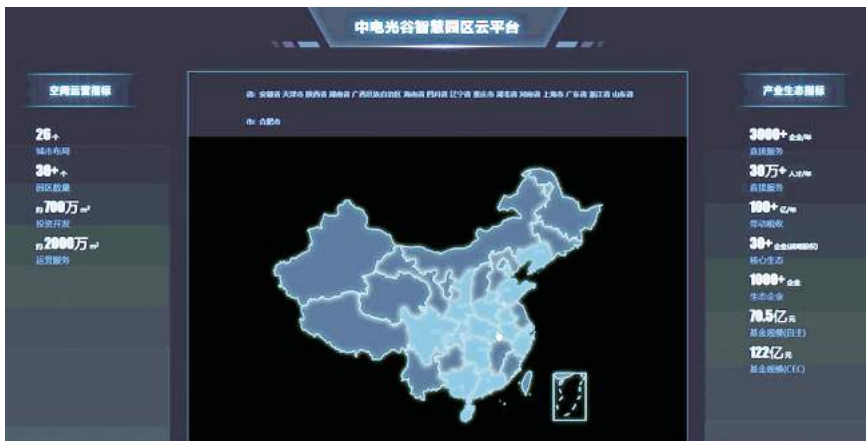 中电光谷智慧园区云平台
空间运营指标
26个
城市布局
30+个
园区数量
约700万m²
投资开发
约2000万m²
运营服务
省: 安徽省 天津市 陕西省 湖南省 广西壮族自治区 海南省 四川省 辽宁省 重庆市 湖北省 河南省 上海市 广东省 浙江省 山东省
市: 合肥市
产业生态指标
3000+企业/年
直接服务
30万+人才/年
直接服务
100+亿/年
带动税收
30+企业(战略股权)
核心生态
1000+企业
生态企业
70.5亿元
基金规模(自主)
122亿元
基金规模(CEC)